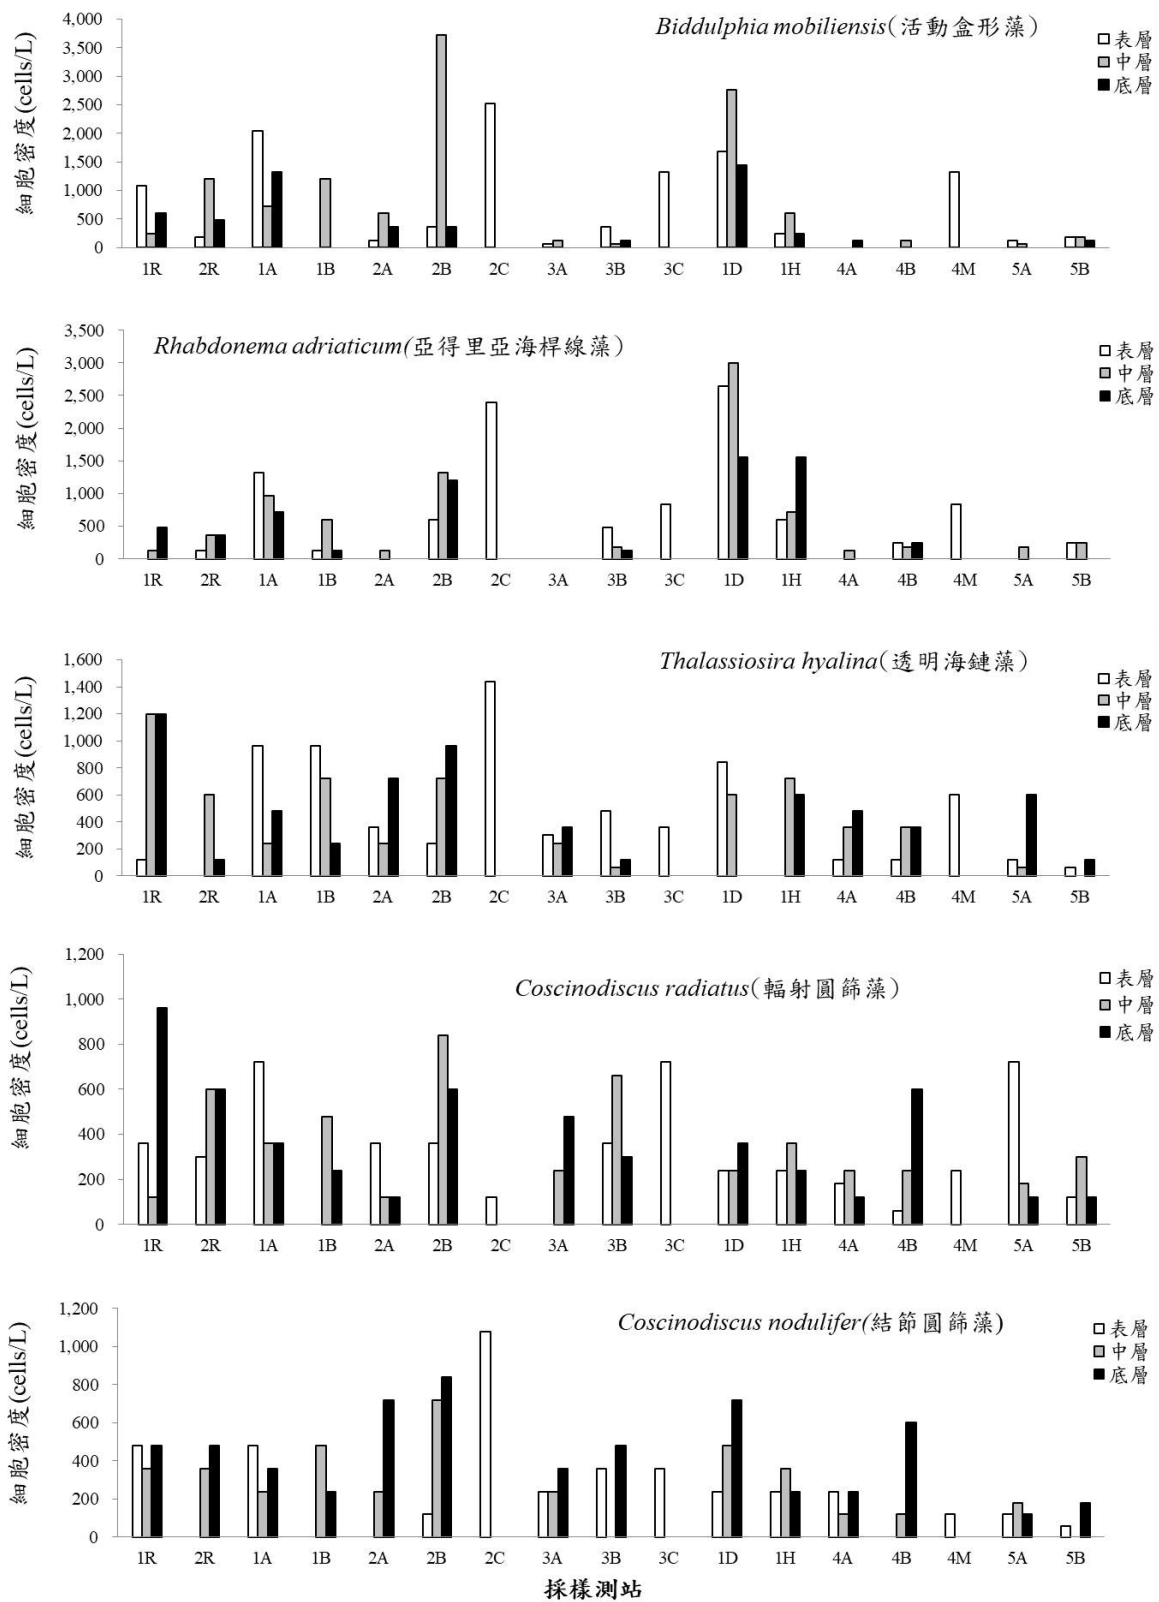 Biddulphia mobiliensis(活動盒形藻)
細胞密度(cells/L)
4,000
3,500
3,000
2,500
2,000
1,500
1,000
500
0
表層
中層
底層
1R 2R 1A 1B 2A 2B 2C 3A 3B 3C 1D 1H 4A 4B 4M 5A 5B
Rhabdonema adriaticum(亞得里亞海桿線藻)
細胞密度(cells/L)
3,500
3,000
2,500
2,000
1,500
1,000
500
0
表層
中層
底層
1R 2R 1A 1B 2A 2B 2C 3A 3B 3C 1D 1H 4A 4B 4M 5A 5B
Thalassiosira hyalina(透明海鏈藻)
細胞密度(cells/L)
1,600
1,400
1,200
1,000
800
600
400
200
0
表層
中層
底層
1R 2R 1A 1B 2A 2B 2C 3A 3B 3C 1D 1H 4A 4B 4M 5A 5B
Coscinodiscus radiatus(輻射圓篩藻)
細胞密度(cells/L)
1,200
1,000
800
600
400
200
0
表層
中層
底層
1R 2R 1A 1B 2A 2B 2C 3A 3B 3C 1D 1H 4A 4B 4M 5A 5B
Coscinodiscus nodulifer(結節圓篩藻)
細胞密度(cells/L)
1,200
1,000
800
600
400
200
0
表層
中層
底層
1R 2R 1A 1B 2A 2B 2C 3A 3B 3C 1D 1H 4A 4B 4M 5A 5B
採樣測站